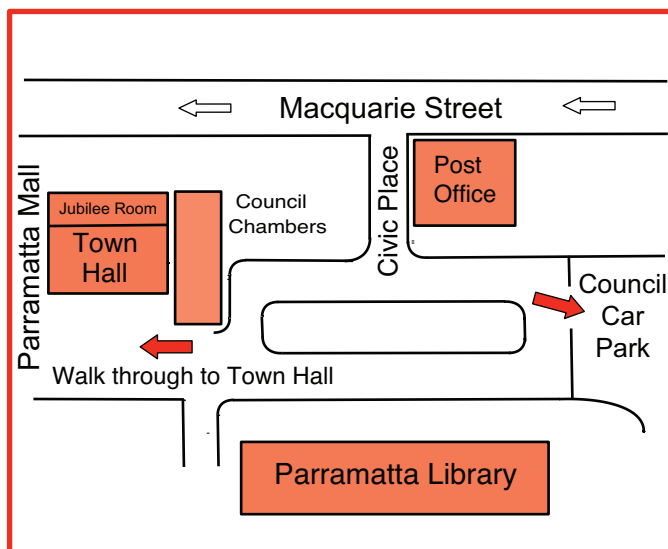 Macquarie Street
Parramatta Mall
Jubilee Room
Town
Hall
Council
Chambers
Civic Place
Post
Office
Council
Car
Park
Walk through to Town Hall
Parramatta Library